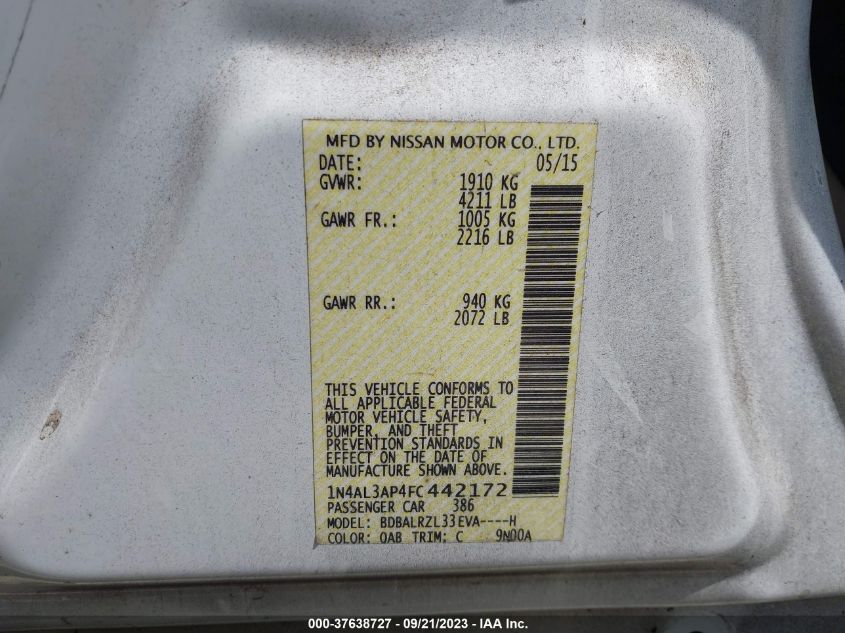 MFD BY NISSAN MOTOR CO., LTD.
DATE: 05/15
GVWR: 1910 KG
4211 LB
GAWR FR.: 1005 KG
2216 LB
GAWR RR.: 940 KG
2072 LB
THIS VEHICLE CONFORMS TO
ALL APPLICABLE FEDERAL
MOTOR VEHICLE SAFETY,
BUMPER, AND THEFT
PREVENTION STANDARDS IN
EFFECT ON THE DATE OF
MANUFACTURE SHOWN ABOVE.
1N4AL3AP4FC442172
PASSENGER CAR 386
MODEL: BDBALRZL33EVA----H
COLOR: QAB TRIM: C 9N00A
000-37638727 - 09/21/2023 - IAA Inc.